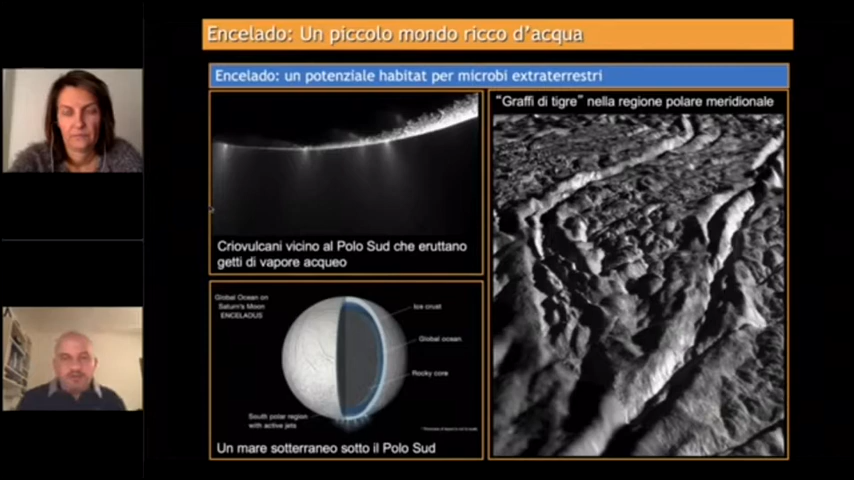 Encelado: Un piccolo mondo ricco d'acqua
Encelado: un potenziale habitat per microbi extraterrestri
Criovulcani vicino al Polo Sud che eruttano
getti di vapore acqueo
Global Ocean on
Saturn's Moon
ENCELADUS
Ice crust
Global ocean
Rocky core
South polar region
with active jets
Un mare sotterraneo sotto il Polo Sud
"Graffi di tigre" nella regione polare meridionale